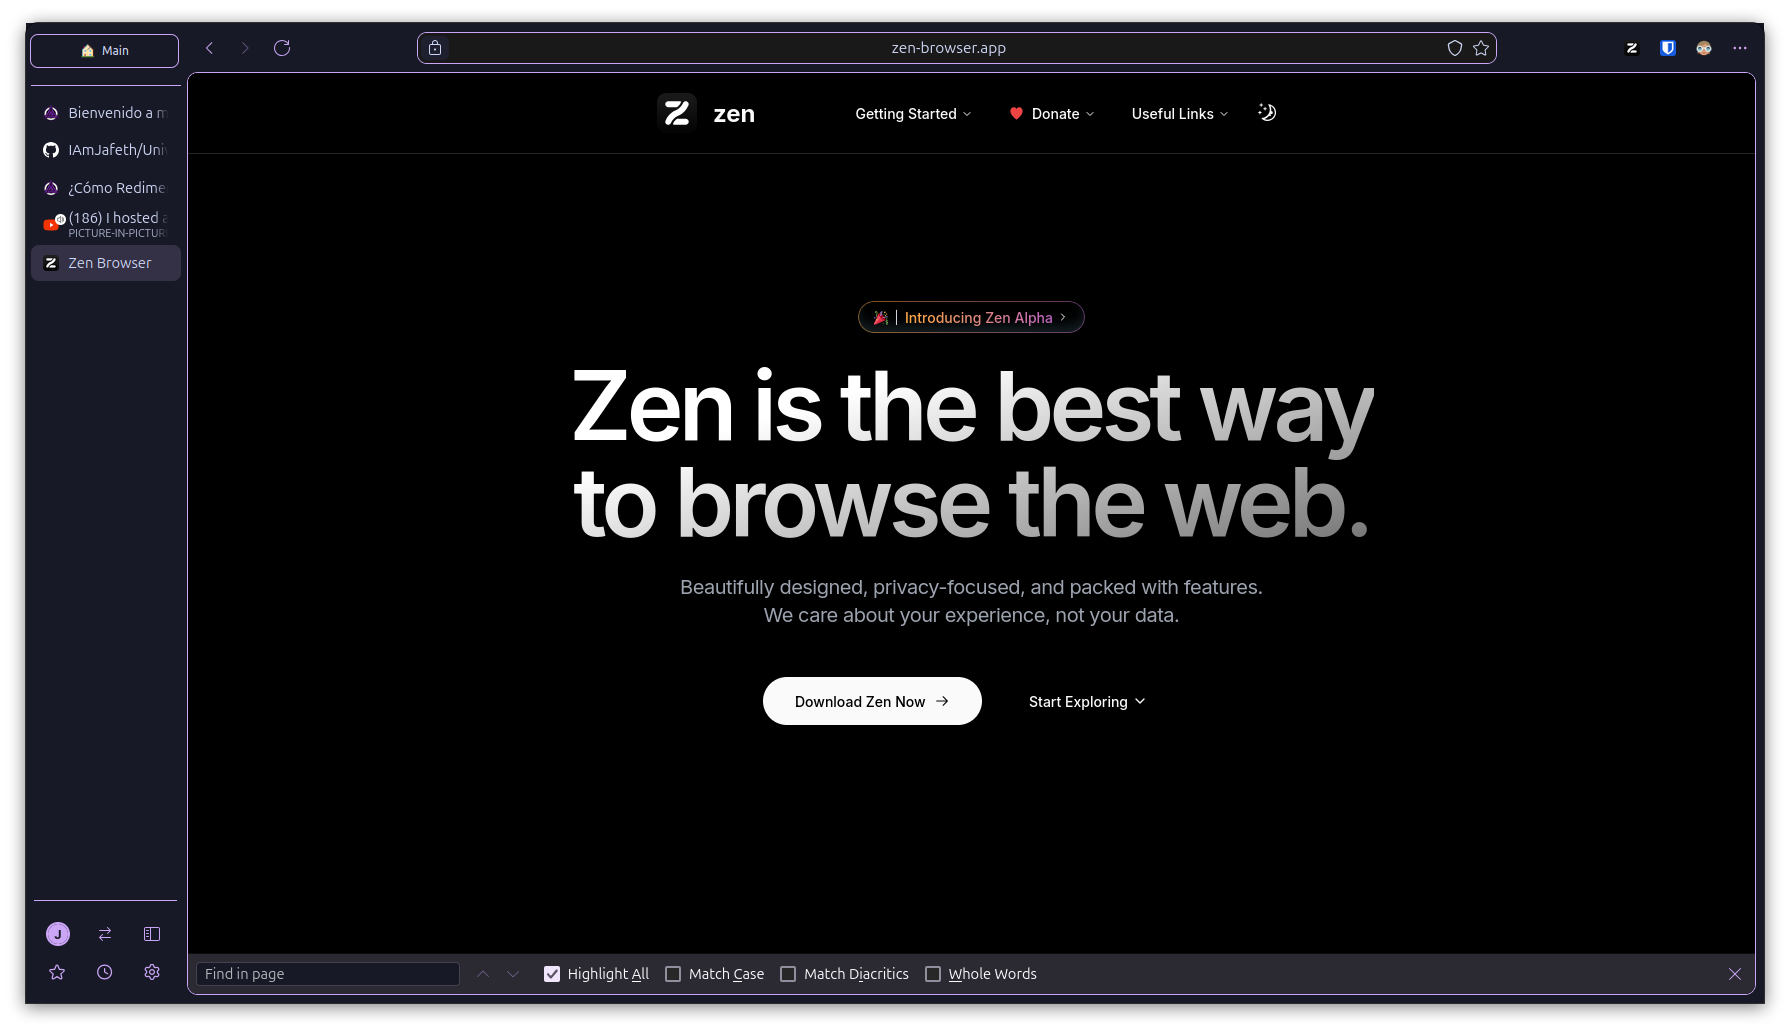 Main
zen-browser.app
Bienvenido a m
IAmJafeth/Uni
¿Cómo Redime
(186) I hosted a
PICTURE-IN-PICTUR
Zen Browser
J
zen
Getting Started
Donate
Useful Links
Introducing Zen Alpha
Zen is the best way
to browse the web.
Beautifully designed, privacy-focused, and packed with features.
We care about your experience, not your data.
Download Zen Now
Start Exploring
Find in page
Highlight All
Match Case
Match Diacritics
Whole Words